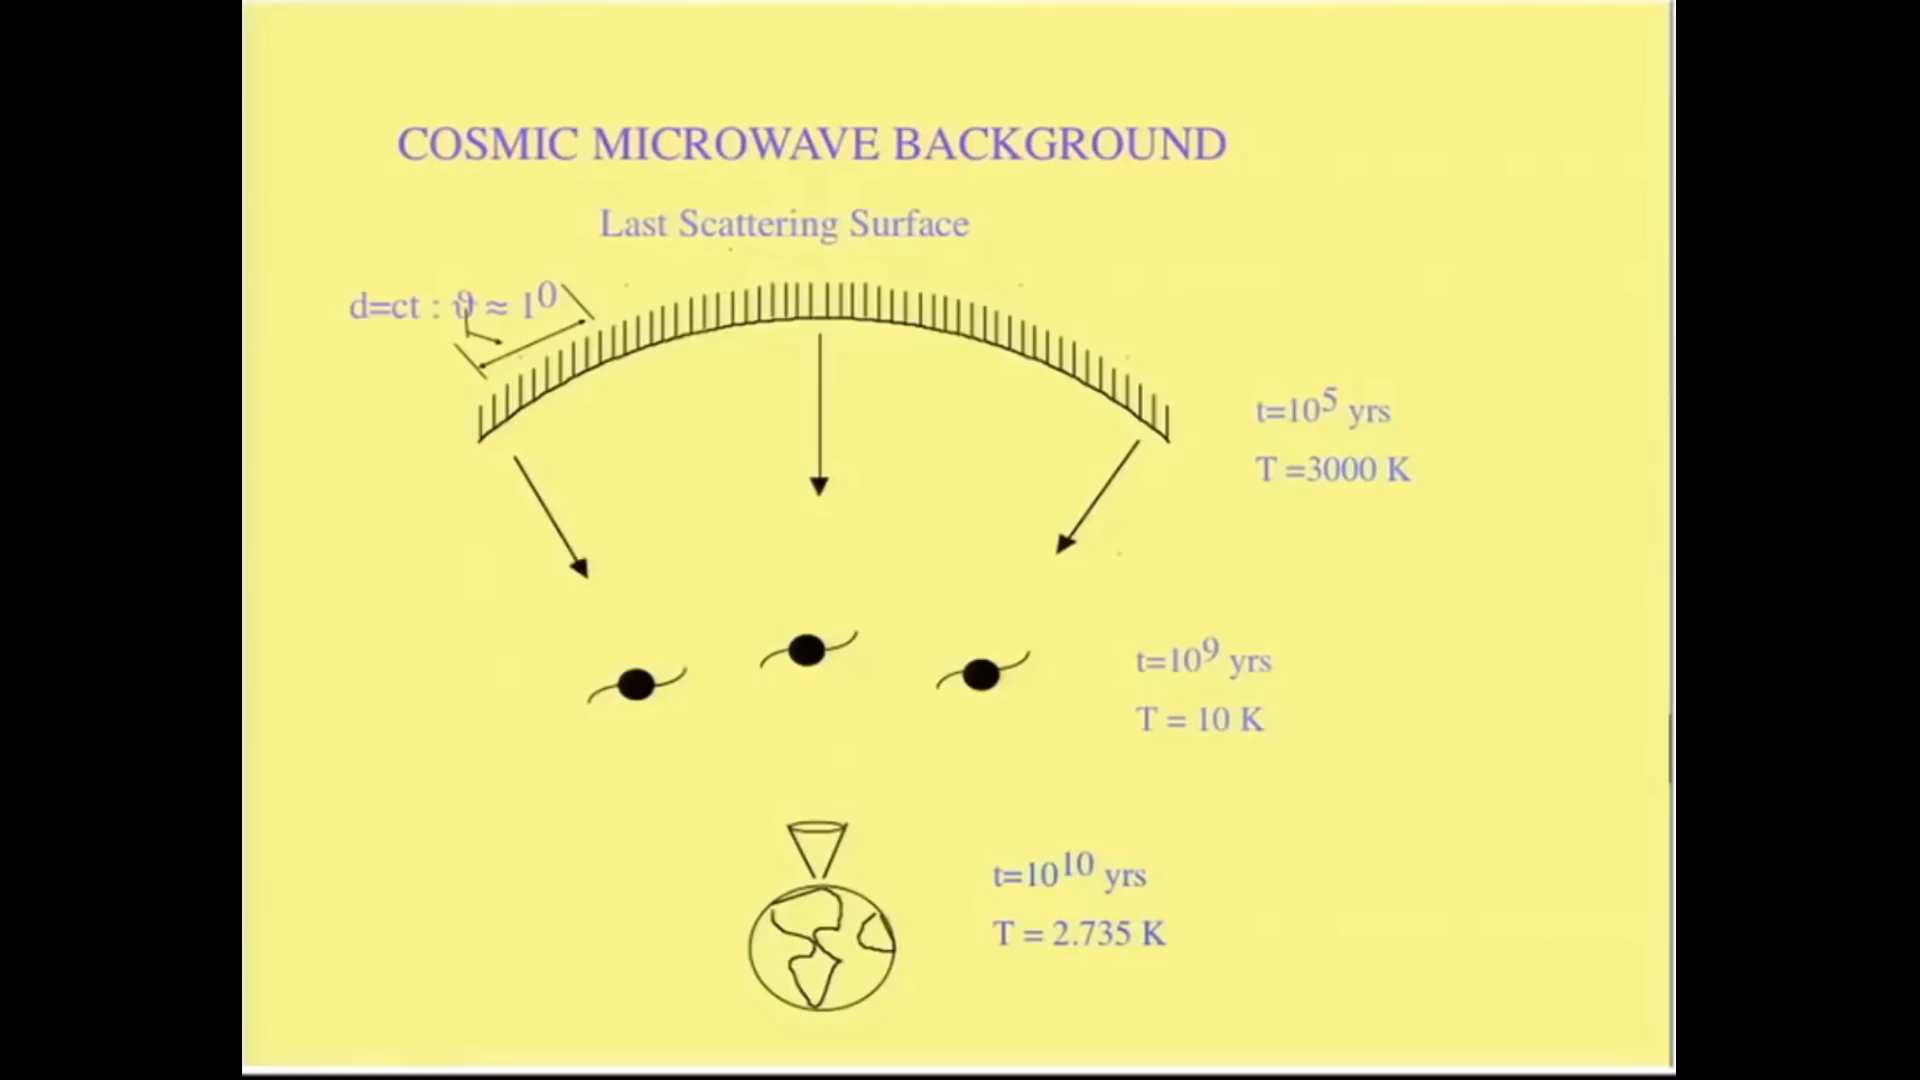 COSMIC MICROWAVE BACKGROUND
Last Scattering Surface
d=ct : ϑ ≈ 1⁰
t=10⁵ yrs
T =3000 K
t=10⁹ yrs
T = 10 K
t=10¹⁰ yrs
T = 2.735 K